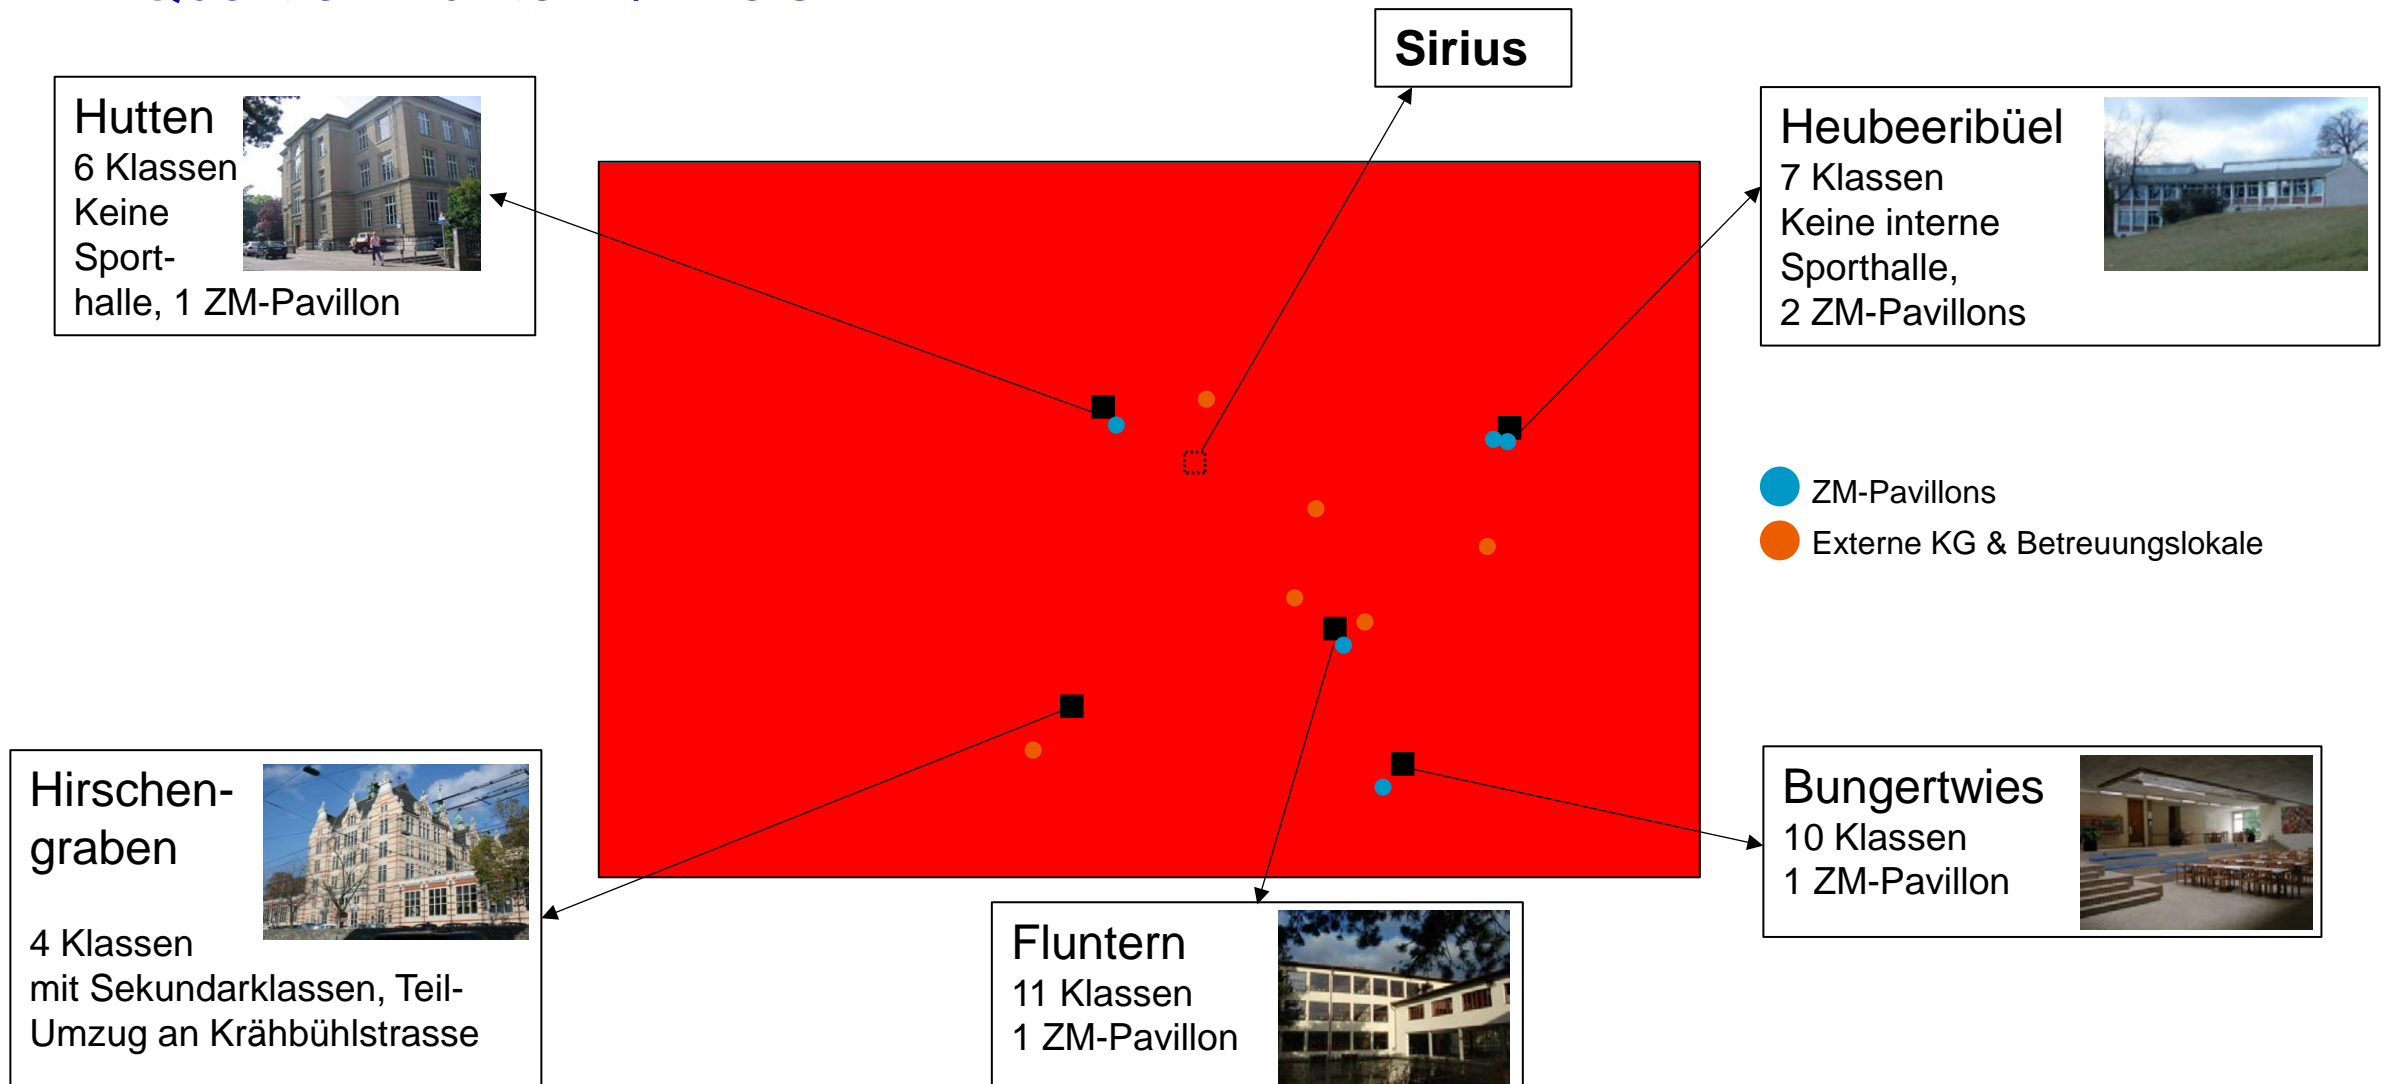 Sirius
Hutten
6 Klassen
Keine
Sport-
halle, 1 ZM-Pavillon
Heubeeribüel
7 Klassen
Keine interne
Sporthalle,
2 ZM-Pavillons
ZM-Pavillons
Externe KG & Betreuungslokale
Hirschen-
graben
4 Klassen
mit Sekundarklassen, Teil-
Umzug an Krähbühlstrasse
Fluntern
11 Klassen
1 ZM-Pavillon
Bungertwies
10 Klassen
1 ZM-Pavillon